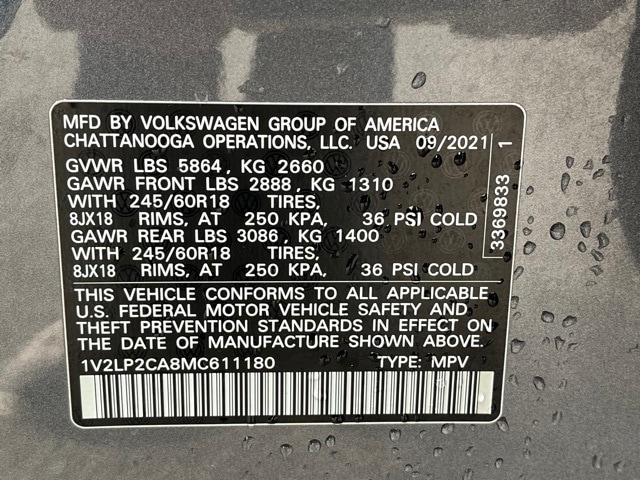 MFD BY VOLKSWAGEN GROUP OF AMERICA
CHATTANOOGA OPERATIONS, LLC. USA 09/2021
GVWR LBS 5864, KG 2660
GAWR FRONT LBS 2888, KG 1310
WITH 245/60R18 TIRES,
8JX18 RIMS, AT 250 KPA, 36 PSI COLD
GAWR REAR LBS 3086, KG 1400
WITH 245/60R18 TIRES,
8JX18 RIMS, AT 250 KPA, 36 PSI COLD
THIS VEHICLE CONFORMS TO ALL APPLICABLE
U.S. FEDERAL MOTOR VEHICLE SAFETY AND
THEFT PREVENTION STANDARDS IN EFFECT ON
THE DATE OF MANUFACTURE SHOWN ABOVE.
1V2LP2CA8MC611180 TYPE: MPV
3369833 1